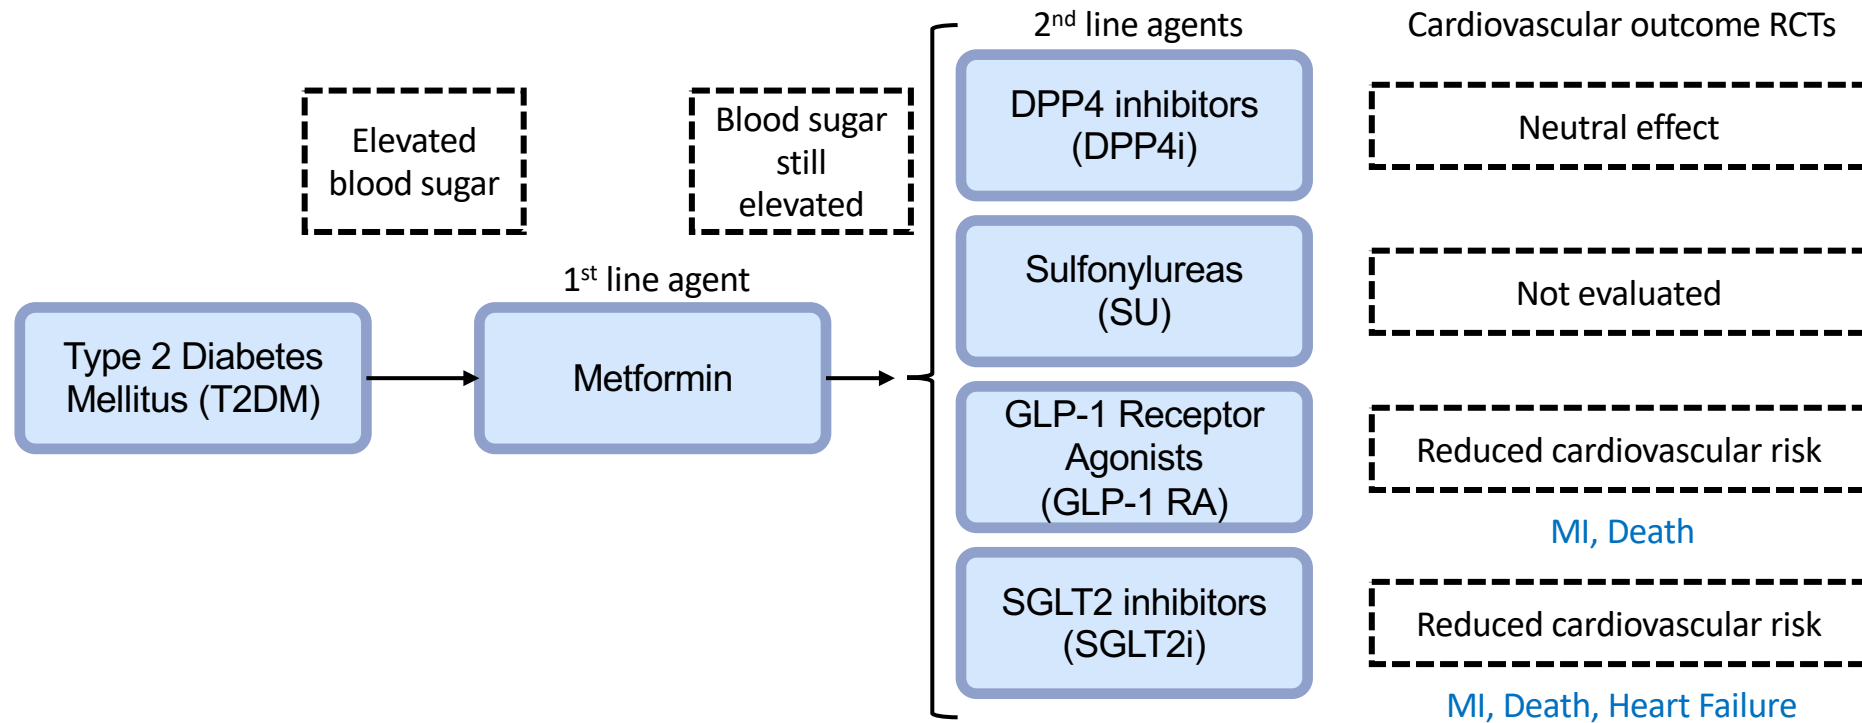 2nd line agents
Cardiovascular outcome RCTs
Elevated
blood sugar
Blood sugar
still
elevated
DPP4 inhibitors
(DPP4i)
Neutral effect
1st line agent
Sulfonylureas
(SU)
Not evaluated
Type 2 Diabetes
Mellitus (T2DM)
Metformin
GLP-1 Receptor
Agonists
(GLP-1 RA)
Reduced cardiovascular risk
MI, Death
SGLT2 inhibitors
(SGLT2i)
Reduced cardiovascular risk
MI, Death, Heart Failure